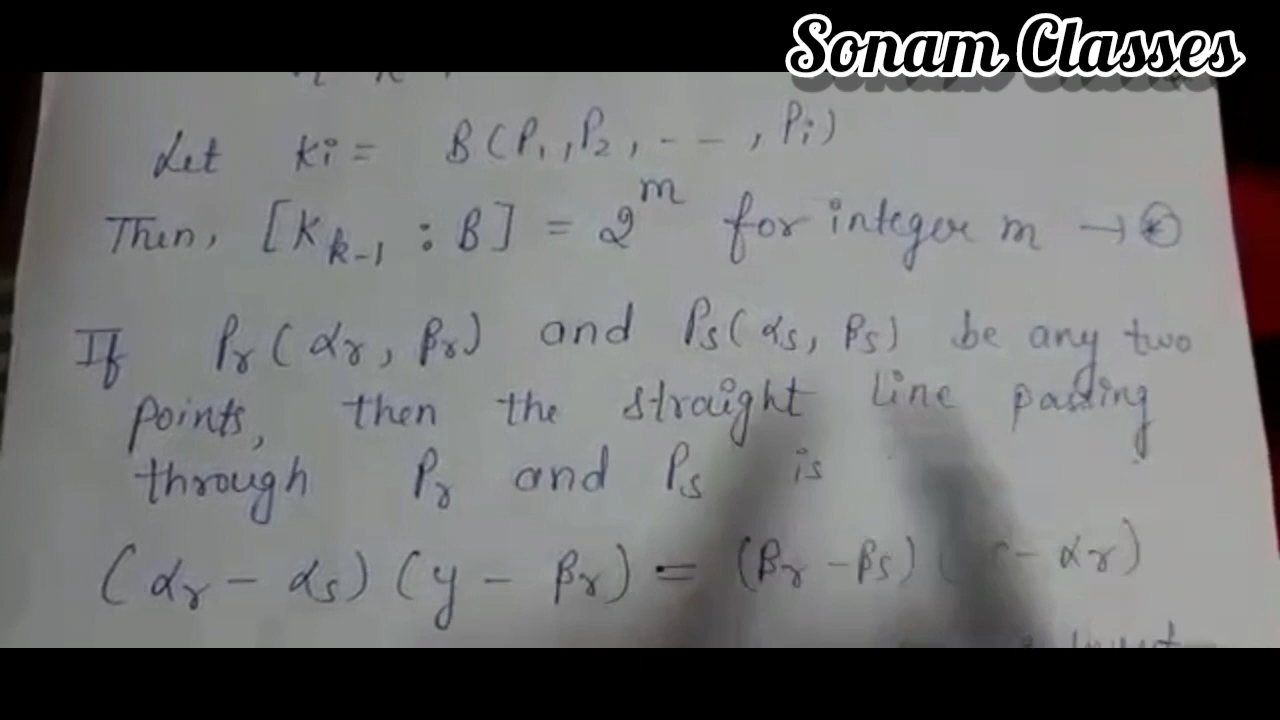 Sonam Classes
Let Ki = B(P1, P2, - - -, Pi)
Then, [K k-1 : B] = 2^m for integer m → ⊛
If Pr(αr, βr) and Ps(αs, βs) be any two
points, then the straight line passing
through Pr and Ps is
(αr - αs)(y - βr) = (βr - βs) ( - αr)